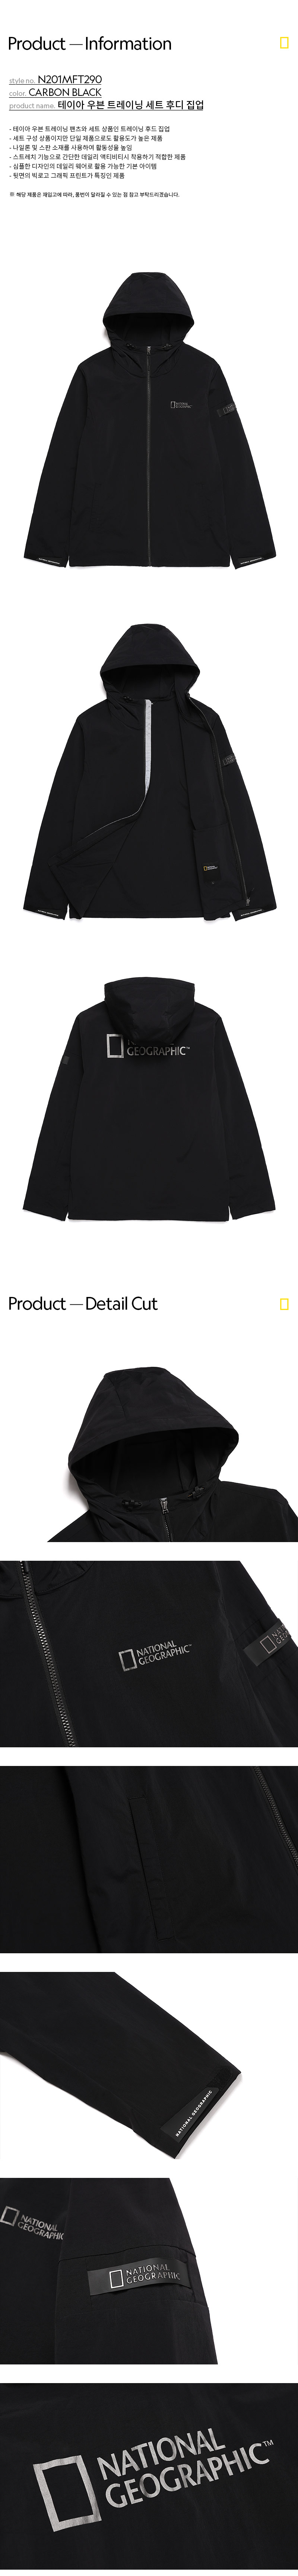 Product — Information
style no. N201MFT290
color. CARBON BLACK
product name. 테이아 우븐 트레이닝 세트 후디 집업
- 테이아 우븐 트레이닝 팬츠와 세트 상품인 트레이닝 후드 집업
- 세트 구성 상품이지만 단일 제품으로도 활용도가 높은 제품
- 나일론 및 스판 소재를 사용하여 활동성을 높임
- 스트레치 기능으로 간단한 데일리 액티비티시 착용하기 적합한 제품
- 심플한 디자인의 데일리 웨어로 활용 가능한 기본 아이템
- 뒷면의 빅로고 그래픽 프린트가 특징인 제품
※ 해당 제품은 재입고에 따라, 품번이 달라질 수 있는 점 참고 부탁드리겠습니다.
NATIONAL
GEOGRAPHIC
GEOGRAPHIC™
Product — Detail Cut
NATIONAL
GEOGRAPHIC™
NATIONAL GEOGRAPHIC
NATIONAL
GEOGRAPHIC
NATIONAL
GEOGRAPHIC
NATIONAL
GEOGRAPHIC™